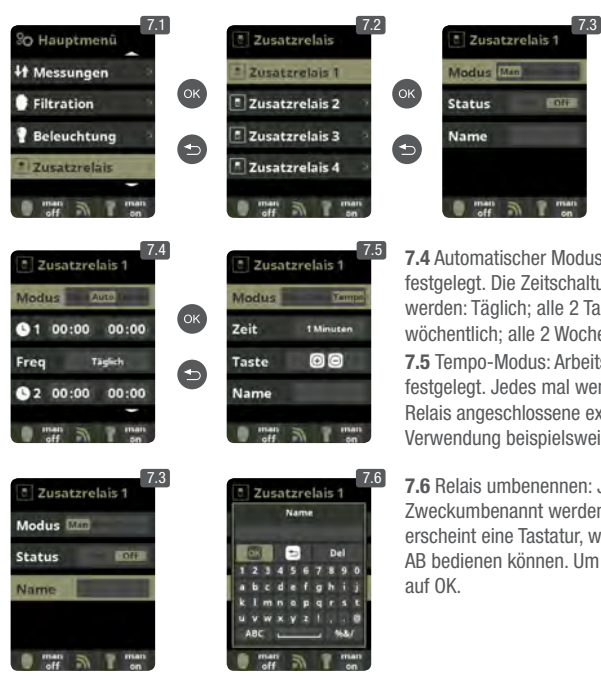 7.1
Hauptmenü
Messungen
Filtration
Beleuchtung
Zusatzrelais
man off
man on
OK
7.2
Zusatzrelais
Zusatzrelais 1
Zusatzrelais 2
Zusatzrelais 3
Zusatzrelais 4
man off
man on
OK
7.3
Zusatzrelais 1
Modus Man
Status Off
Name
man off
man on
7.4
Zusatzrelais 1
Modus Auto
1 00:00 00:00
Freq Täglich
2 00:00 00:00
man off
man on
OK
7.5
Zusatzrelais 1
Modus Tempo
Zeit 1 Minuten
Taste + -
Name
man off
man on
7.4 Automatischer Modus
festgelegt. Die Zeitschaltu
werden: Täglich; alle 2 Ta
wöchentlich; alle 2 Woche
7.5 Tempo-Modus: Arbeits
festgelegt. Jedes mal wen
Relais angeschlossene ex
Verwendung beispielswei
7.3
Zusatzrelais 1
Modus Man
Status Off
Name
man off
man on
7.6
Zusatzrelais 1
Name
OK Del
1 2 3 4 5 6 7 8 9 0
a b c d e f g h i j
k l m n o p q r s t
u v w x y z ! , . @
ABC %&/
man off
man on
7.6 Relais umbenennen: J
Zweckumbenannt werden
erscheint eine Tastatur, w
AB bedienen können. Um
auf OK.